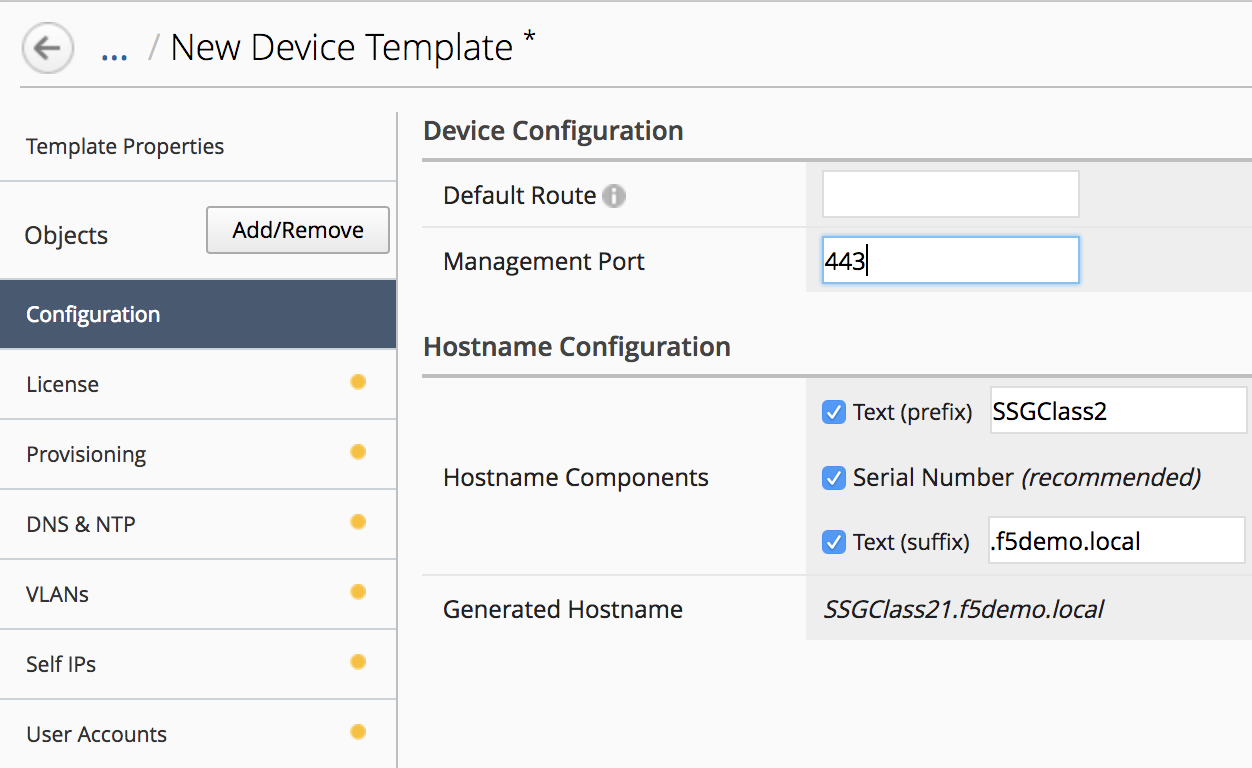 ... / New Device Template *
Template Properties
Objects Add/Remove
Configuration
License
Provisioning
DNS & NTP
VLANs
Self IPs
User Accounts
Device Configuration
Default Route i
Management Port 443
Hostname Configuration
Hostname Components
Text (prefix) SSGClass2
Serial Number (recommended)
Text (suffix) .f5demo.local
Generated Hostname SSGClass21.f5demo.local